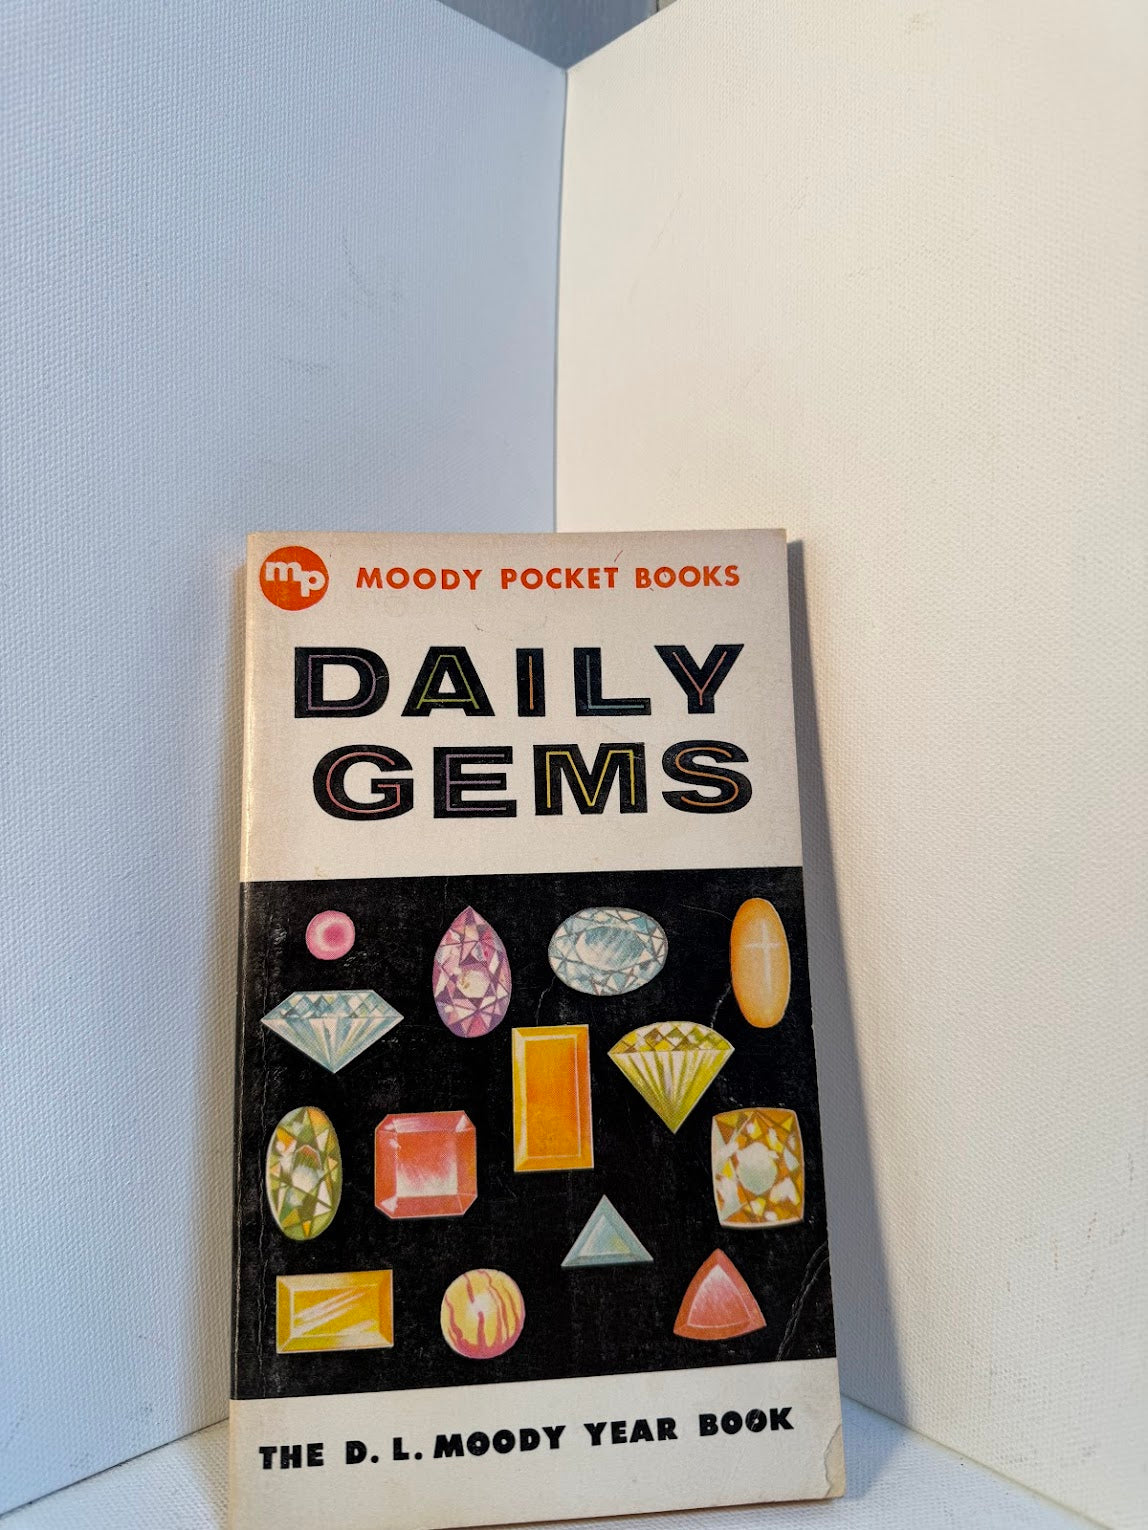 mp MOODY POCKET BOOKS
DAILY
GEMS
THE D. L. MOODY YEAR BOOK